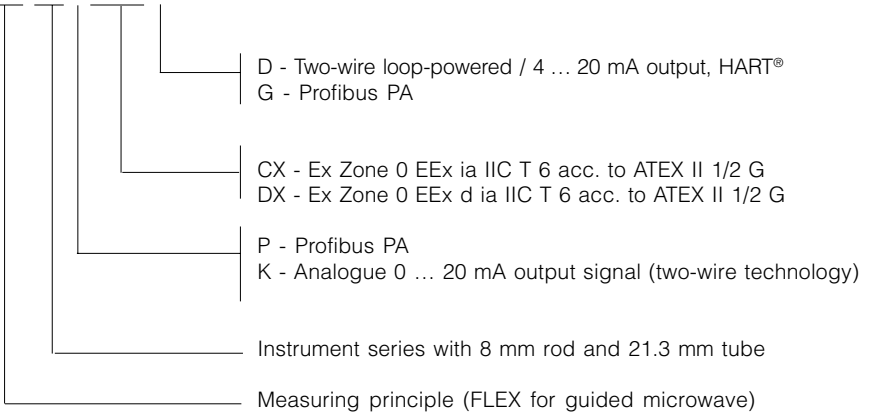 D - Two-wire loop-powered / 4 … 20 mA output, HART®
G - Profibus PA
CX - Ex Zone 0 EEx ia IIC T 6 acc. to ATEX II 1/2 G
DX - Ex Zone 0 EEx d ia IIC T 6 acc. to ATEX II 1/2 G
P - Profibus PA
K - Analogue 0 … 20 mA output signal (two-wire technology)
Instrument series with 8 mm rod and 21.3 mm tube
Measuring principle (FLEX for guided microwave)